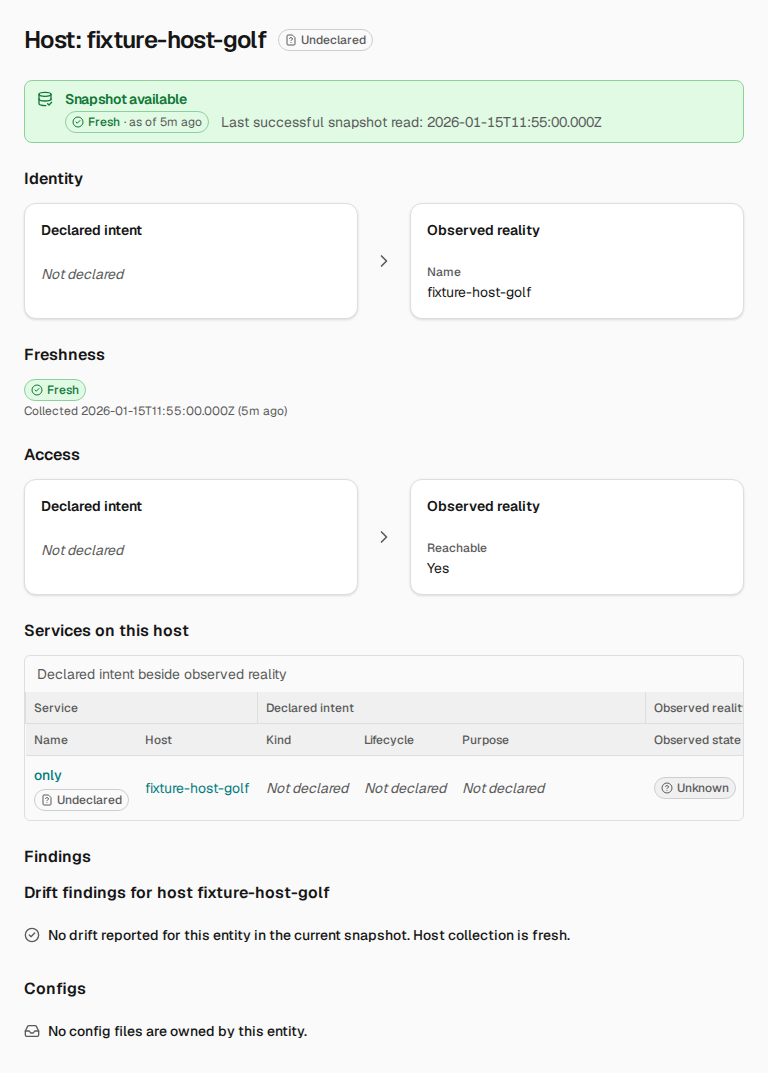 Host: fixture-host-golf Undeclared
Snapshot available
Fresh · as of 5m ago Last successful snapshot read: 2026-01-15T11:55:00.000Z
Identity
Declared intent
Not declared
Observed reality
Name
fixture-host-golf
Freshness
Fresh
Collected 2026-01-15T11:55:00.000Z (5m ago)
Access
Declared intent
Not declared
Observed reality
Reachable
Yes
Services on this host
Declared intent beside observed reality
Service Declared intent Observed realit
Name Host Kind Lifecycle Purpose Observed state
only
Undeclared
fixture-host-golf Not declared Not declared Not declared Unknown
Findings
Drift findings for host fixture-host-golf
No drift reported for this entity in the current snapshot. Host collection is fresh.
Configs
No config files are owned by this entity.